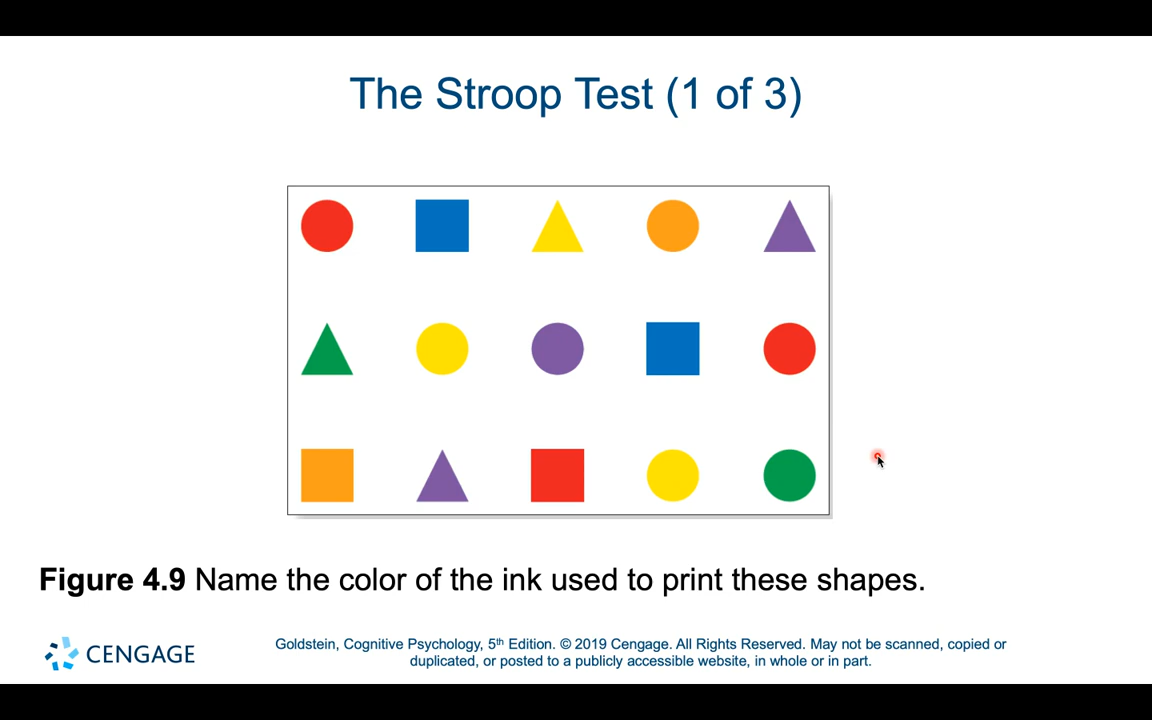 The Stroop Test (1 of 3)
Figure 4.9 Name the color of the ink used to print these shapes.
CENGAGE
Goldstein, Cognitive Psychology, 5th Edition. © 2019 Cengage. All Rights Reserved. May not be scanned, copied or
duplicated, or posted to a publicly accessible website, in whole or in part.